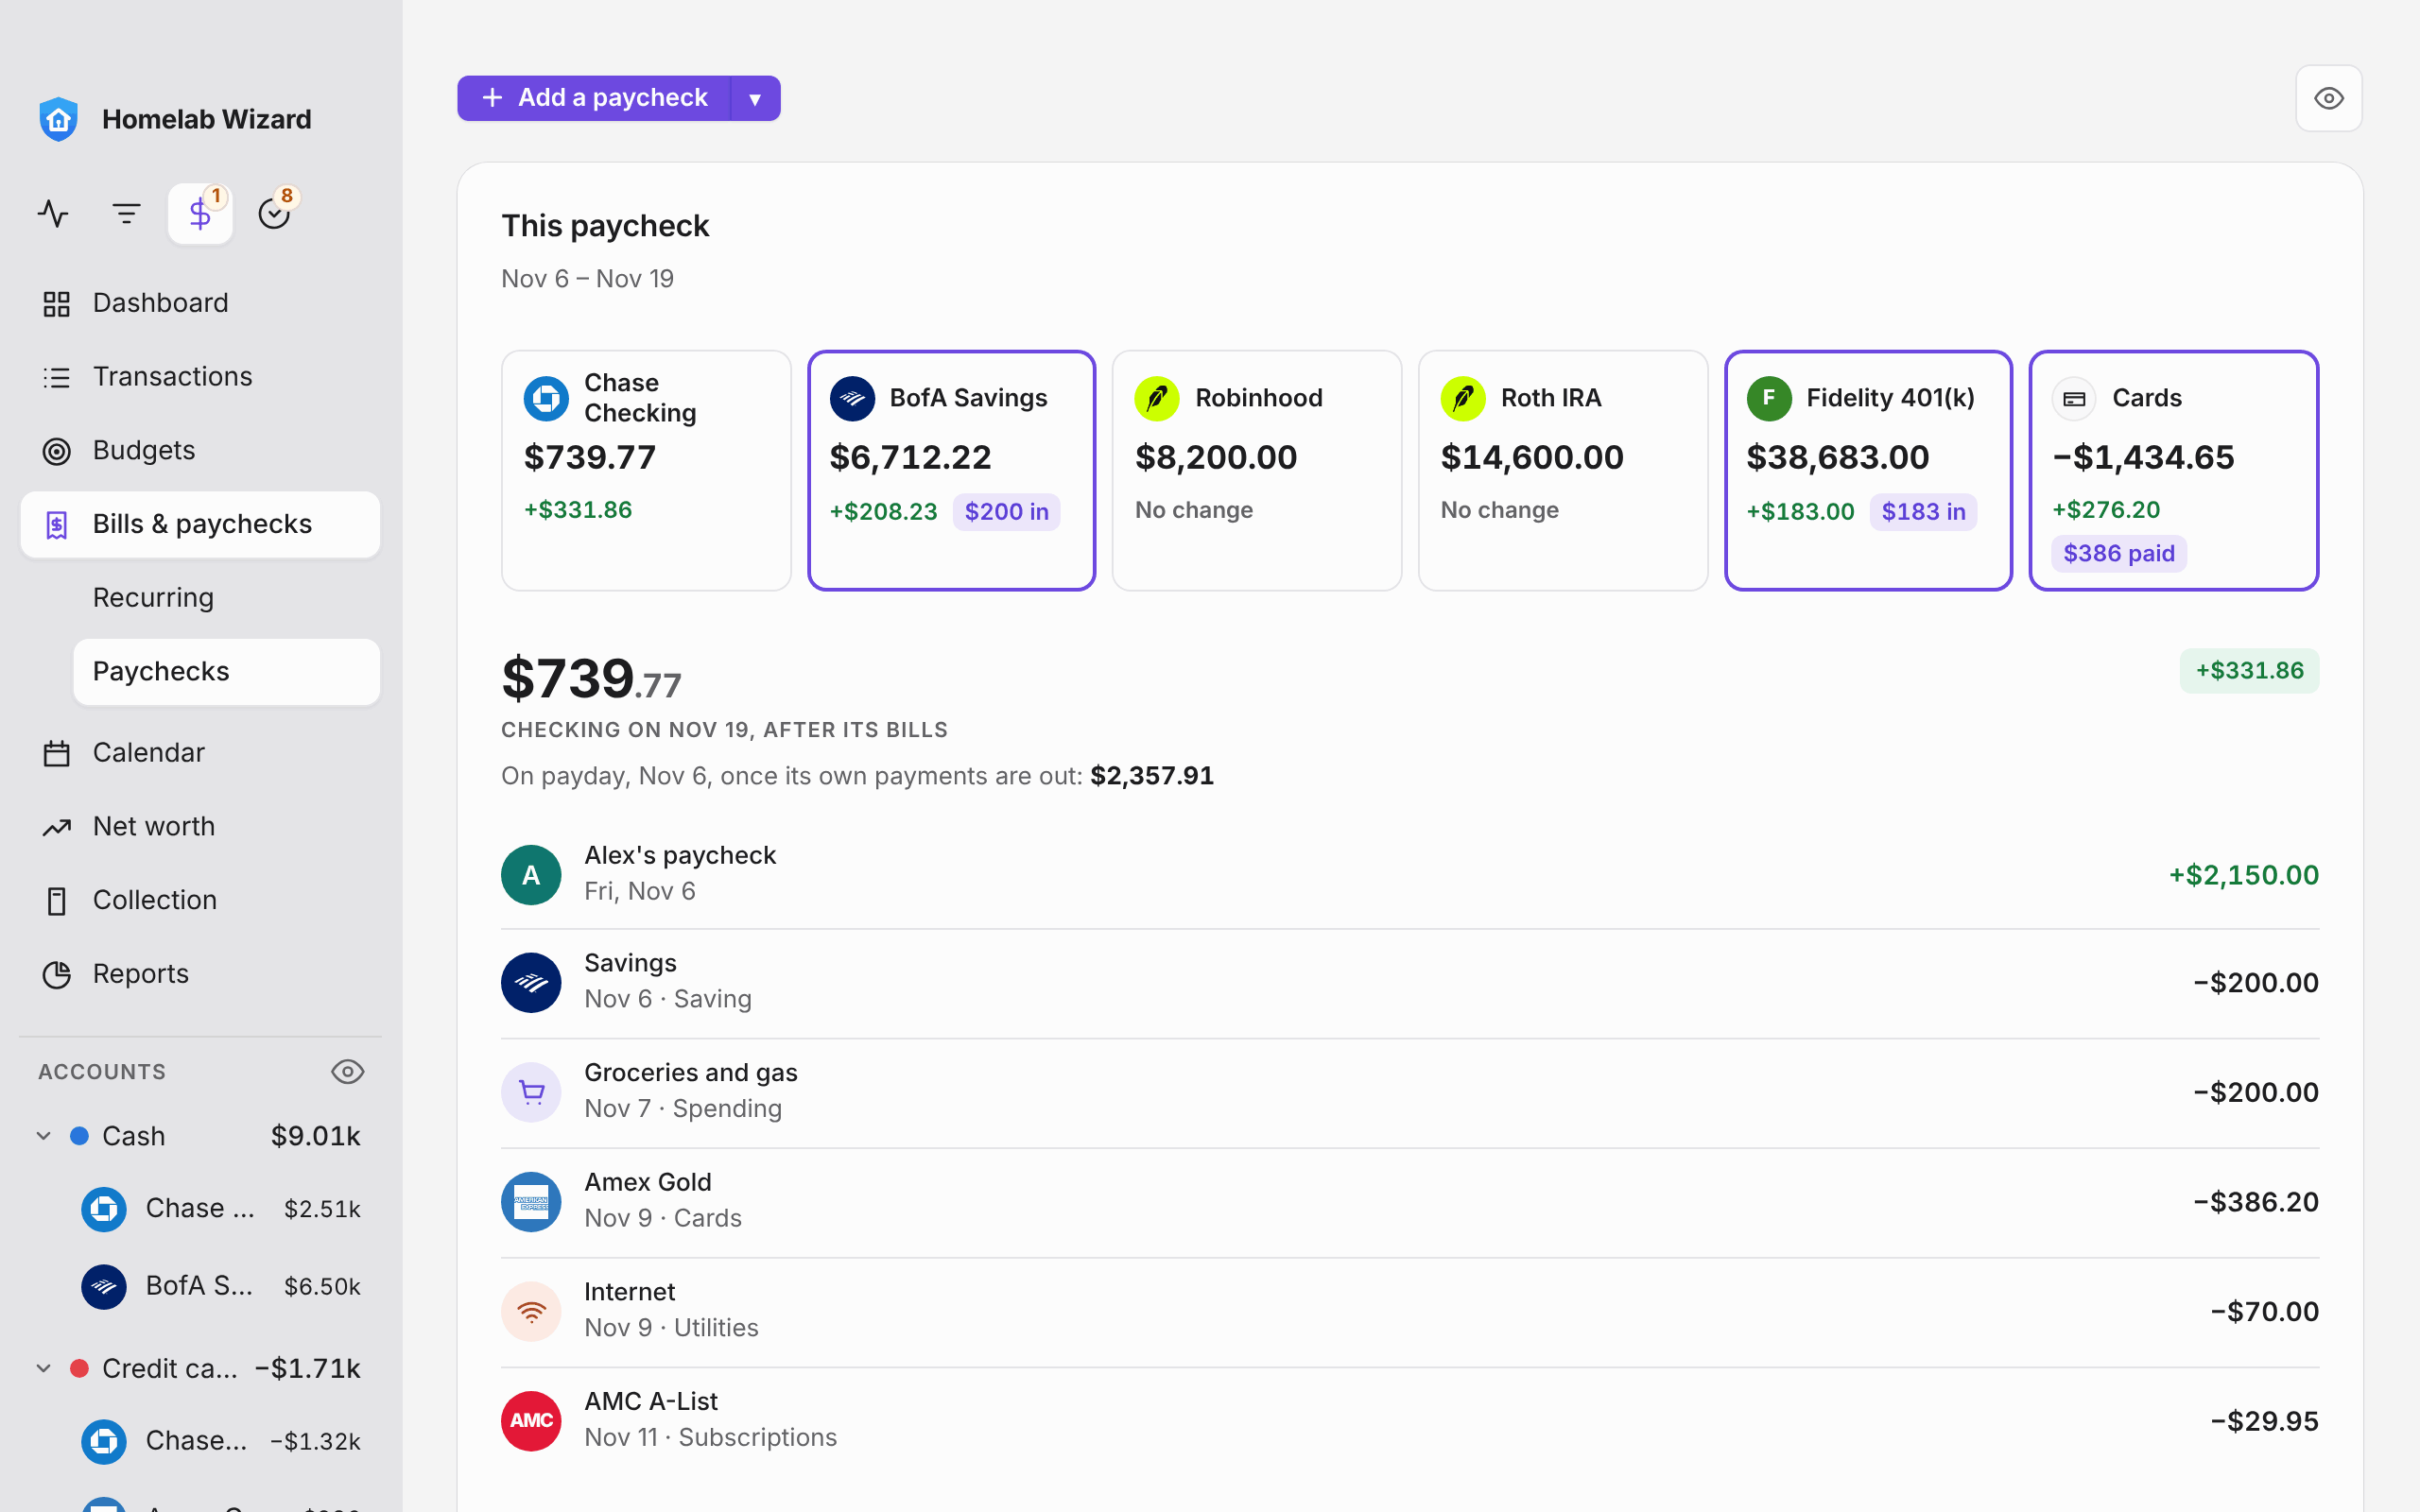 Homelab Wizard
1
8
Dashboard
Transactions
Budgets
Bills & paychecks
Recurring
Paychecks
Calendar
Net worth
Collection
Reports
ACCOUNTS
Cash $9.01k
Chase ... $2.51k
BofA S... $6.50k
Credit ca... −$1.71k
Chase... −$1.32k
+ Add a paycheck ▼
This paycheck
Nov 6 – Nov 19
Chase
Checking
$739.77
+$331.86
BofA Savings
$6,712.22
+$208.23 $200 in
Robinhood
$8,200.00
No change
Roth IRA
$14,600.00
No change
F Fidelity 401(k)
$38,683.00
+$183.00 $183 in
Cards
−$1,434.65
+$276.20
$386 paid
$739.77
+$331.86
CHECKING ON NOV 19, AFTER ITS BILLS
On payday, Nov 6, once its own payments are out: $2,357.91
A
Alex's paycheck
Fri, Nov 6
+$2,150.00
Savings
Nov 6 · Saving
−$200.00
Groceries and gas
Nov 7 · Spending
−$200.00
AMERICAN
EXPRESS
Amex Gold
Nov 9 · Cards
−$386.20
Internet
Nov 9 · Utilities
−$70.00
AMC
AMC A-List
Nov 11 · Subscriptions
−$29.95